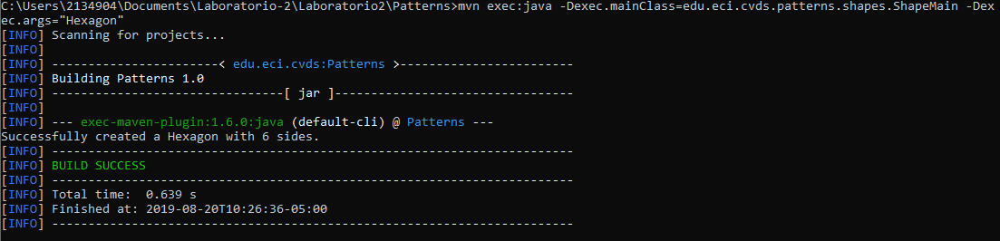 C:\Users\2134904\Documents\Laboratorio-2\Laboratorio2\Patterns>mvn exec:java -Dexec.mainClass=edu.eci.cvds.patterns.shapes.ShapeMain -Dex
ec.args="Hexagon"
[INFO] Scanning for projects...
[INFO]
[INFO] -----------------------< edu.eci.cvds:Patterns >------------------------
[INFO] Building Patterns 1.0
[INFO] --------------------------------[ jar ]---------------------------------
[INFO]
[INFO] --- exec-maven-plugin:1.6.0:java (default-cli) @ Patterns ---
Successfully created a Hexagon with 6 sides.
[INFO] ------------------------------------------------------------------------
[INFO] BUILD SUCCESS
[INFO] ------------------------------------------------------------------------
[INFO] Total time:  0.639 s
[INFO] Finished at: 2019-08-20T10:26:36-05:00
[INFO] ------------------------------------------------------------------------